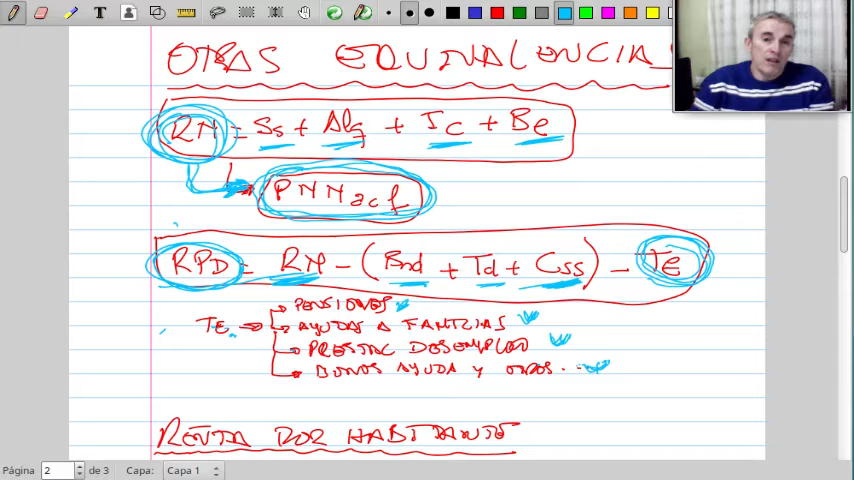 OTRAS EQUIVALENCIAS
RN = Ss + Alq + Ic + Be
PNNacf
RPD = RN - (Bnd + Td + Css) - TE
TE → PENSIONES
AYUDAS A FAMILIAS
PRESTAC DESEMPLEO
BONOS AYUDA Y OTROS...
RENTA POR HABITANTE
Página 2 de 3 Capa: Capa 1